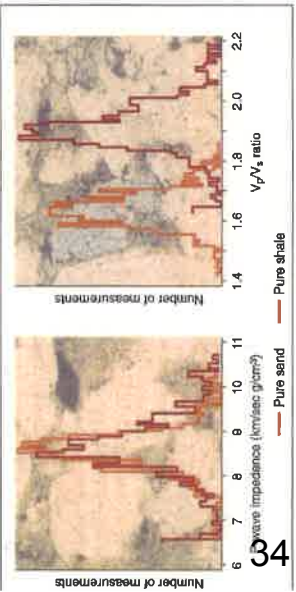 Number of measurements
6 7 8 9 10 11
wave impedance (km/sec g/cm³)
Number of measurements
1.4 1.6 1.8 2.0 2.2
Vp/Vs ratio
Pure sand
Pure shale
34